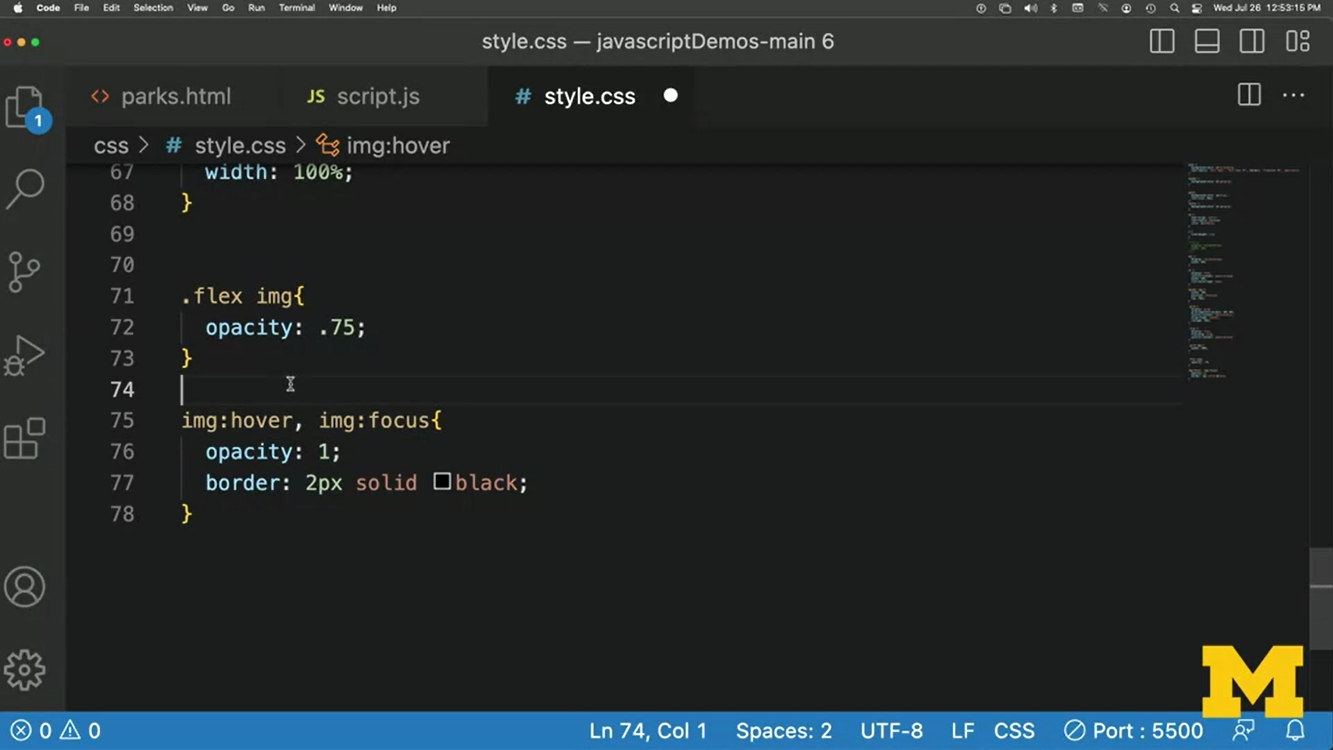 Code File Edit Selection View Go Run Terminal Window Help Wed Jul 26 12:53:15 PM
style.css — javascriptDemos-main 6
parks.html JS script.js # style.css
css > # style.css > img:hover
1
67 width: 100%;
68 }
69
70
71 .flex img{
72 opacity: .75;
73 }
74
75 img:hover, img:focus{
76 opacity: 1;
77 border: 2px solid black;
78 }
M
0 0 Ln 74, Col 1 Spaces: 2 UTF-8 LF CSS Port : 5500